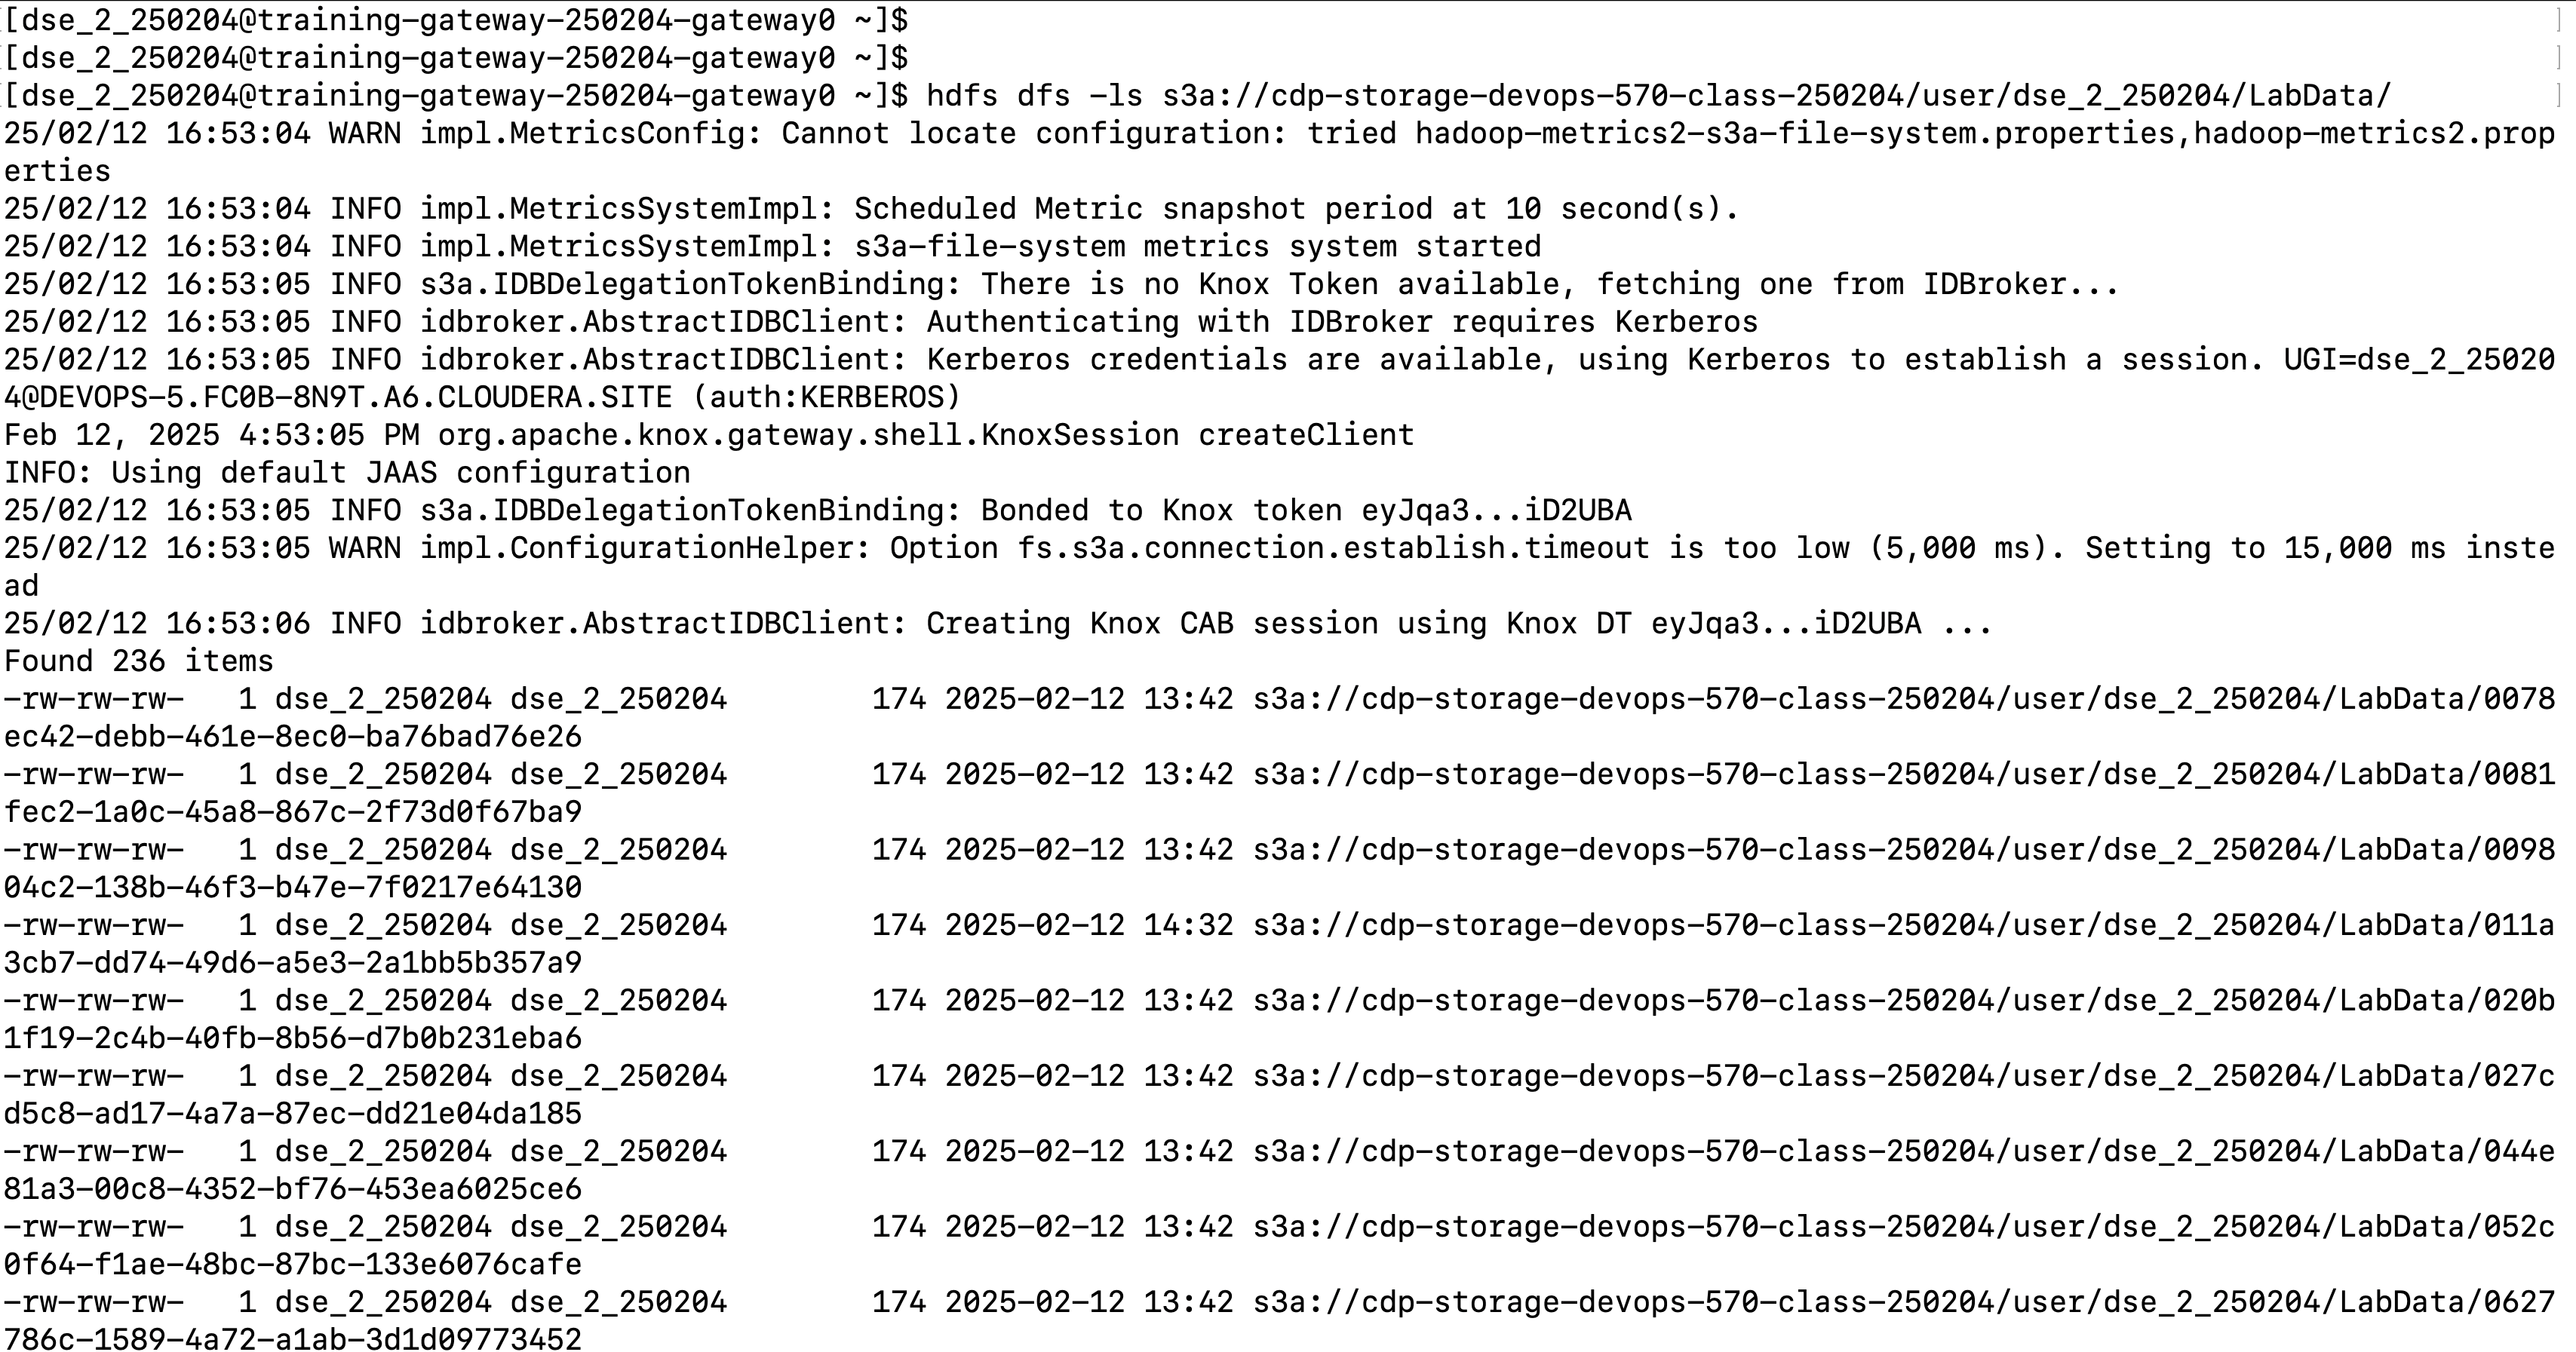 [dse_2_250204@training-gateway-250204-gateway0 ~]$
[dse_2_250204@training-gateway-250204-gateway0 ~]$
[dse_2_250204@training-gateway-250204-gateway0 ~]$ hdfs dfs -ls s3a://cdp-storage-devops-570-class-250204/user/dse_2_250204/LabData/
25/02/12 16:53:04 WARN impl.MetricsConfig: Cannot locate configuration: tried hadoop-metrics2-s3a-file-system.properties,hadoop-metrics2.prop
erties
25/02/12 16:53:04 INFO impl.MetricsSystemImpl: Scheduled Metric snapshot period at 10 second(s).
25/02/12 16:53:04 INFO impl.MetricsSystemImpl: s3a-file-system metrics system started
25/02/12 16:53:05 INFO s3a.IDBDelegationTokenBinding: There is no Knox Token available, fetching one from IDBroker...
25/02/12 16:53:05 INFO idbroker.AbstractIDBClient: Authenticating with IDBroker requires Kerberos
25/02/12 16:53:05 INFO idbroker.AbstractIDBClient: Kerberos credentials are available, using Kerberos to establish a session. UGI=dse_2_25020
4@DEVOPS-5.FC0B-8N9T.A6.CLOUDERA.SITE (auth:KERBEROS)
Feb 12, 2025 4:53:05 PM org.apache.knox.gateway.shell.KnoxSession createClient
INFO: Using default JAAS configuration
25/02/12 16:53:05 INFO s3a.IDBDelegationTokenBinding: Bonded to Knox token eyJqa3...iD2UBA
25/02/12 16:53:05 WARN impl.ConfigurationHelper: Option fs.s3a.connection.establish.timeout is too low (5,000 ms). Setting to 15,000 ms inste
ad
25/02/12 16:53:06 INFO idbroker.AbstractIDBClient: Creating Knox CAB session using Knox DT eyJqa3...iD2UBA ...
Found 236 items
-rw-rw-rw-   1 dse_2_250204 dse_2_250204        174 2025-02-12 13:42 s3a://cdp-storage-devops-570-class-250204/user/dse_2_250204/LabData/0078
ec42-debb-461e-8ec0-ba76bad76e26
-rw-rw-rw-   1 dse_2_250204 dse_2_250204        174 2025-02-12 13:42 s3a://cdp-storage-devops-570-class-250204/user/dse_2_250204/LabData/0081
fec2-1a0c-45a8-867c-2f73d0f67ba9
-rw-rw-rw-   1 dse_2_250204 dse_2_250204        174 2025-02-12 13:42 s3a://cdp-storage-devops-570-class-250204/user/dse_2_250204/LabData/0098
04c2-138b-46f3-b47e-7f0217e64130
-rw-rw-rw-   1 dse_2_250204 dse_2_250204        174 2025-02-12 14:32 s3a://cdp-storage-devops-570-class-250204/user/dse_2_250204/LabData/011a
3cb7-dd74-49d6-a5e3-2a1bb5b357a9
-rw-rw-rw-   1 dse_2_250204 dse_2_250204        174 2025-02-12 13:42 s3a://cdp-storage-devops-570-class-250204/user/dse_2_250204/LabData/020b
1f19-2c4b-40fb-8b56-d7b0b231eba6
-rw-rw-rw-   1 dse_2_250204 dse_2_250204        174 2025-02-12 13:42 s3a://cdp-storage-devops-570-class-250204/user/dse_2_250204/LabData/027c
d5c8-ad17-4a7a-87ec-dd21e04da185
-rw-rw-rw-   1 dse_2_250204 dse_2_250204        174 2025-02-12 13:42 s3a://cdp-storage-devops-570-class-250204/user/dse_2_250204/LabData/044e
81a3-00c8-4352-bf76-453ea6025ce6
-rw-rw-rw-   1 dse_2_250204 dse_2_250204        174 2025-02-12 13:42 s3a://cdp-storage-devops-570-class-250204/user/dse_2_250204/LabData/052c
0f64-f1ae-48bc-87bc-133e6076cafe
-rw-rw-rw-   1 dse_2_250204 dse_2_250204        174 2025-02-12 13:42 s3a://cdp-storage-devops-570-class-250204/user/dse_2_250204/LabData/0627
786c-1589-4a72-a1ab-3d1d09773452